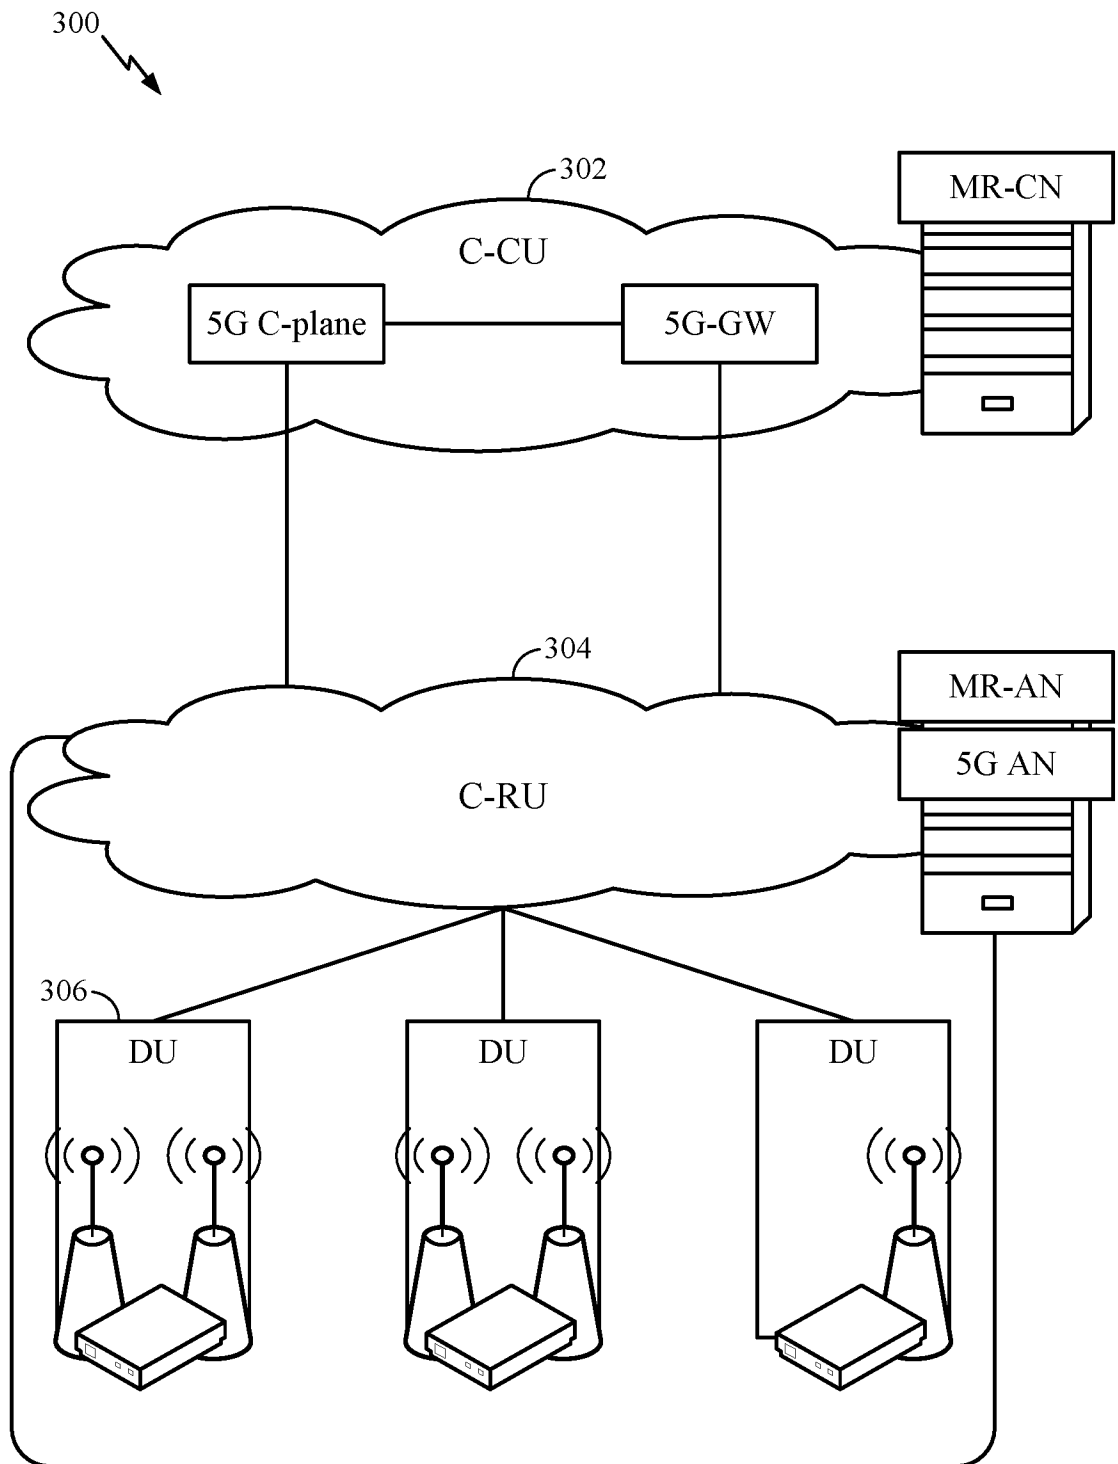 300
302
MR-CN
C-CU
5G C-plane
5G-GW
304
MR-AN
5G AN
C-RU
306
DU
DU
DU